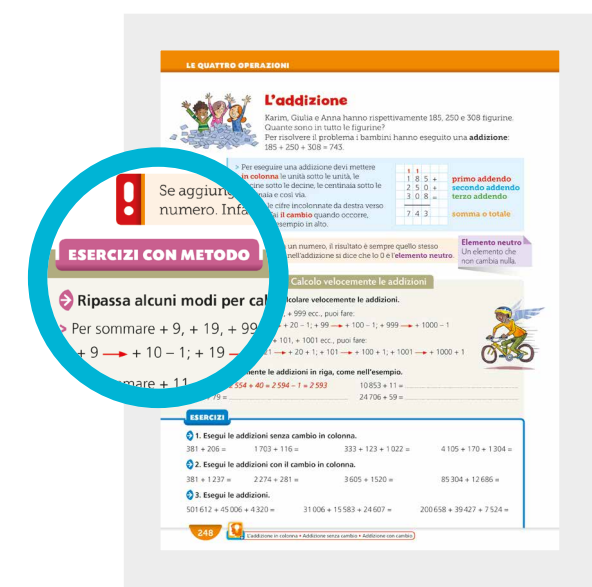 LE QUATTRO OPERAZIONI
L'addizione
Karim, Giulia e Anna hanno rispettivamente 185, 250 e 308 figurine.
Quante sono in tutto le figurine?
Per risolvere il problema i bambini hanno eseguito una addizione:
185 + 250 + 308 = 743.
> Per eseguire una addizione devi mettere
in colonna le unità sotto le unità, le
cine sotto le decine, le centinaia sotto le
naia e così via.
le cifre incolonnate da destra verso
ai il cambio quando occorre,
esempio in alto.
1 1
1 8 5 +
2 5 0 +
3 0 8 =
7 4 3
primo addendo
secondo addendo
terzo addendo
somma o totale
Se aggiung
numero. Infa
a un numero, il risultato è sempre quello stesso
nell'addizione si dice che lo 0 è l'elemento neutro.
Elemento neutro
Un elemento che
non cambia nulla.
ESERCIZI CON METODO
Calcolo velocemente le addizioni
Ripassa alcuni modi per cal
calcolare velocemente le addizioni.
> Per sommare + 9, + 19, + 99
+ 999 ecc., puoi fare:
+ 9 → + 10 – 1; + 19 →
+ 20 – 1; + 99 → + 100 – 1; + 999 → + 1000 – 1
mmare + 11
+ 101, + 1001 ecc., puoi fare:
21 → + 20 + 1; + 101 → + 100 + 1; + 1001 → + 1000 + 1
mente le addizioni in riga, come nell'esempio.
2 554 + 40 = 2 594 – 1 = 2 593
10 853 + 11 =
79 =
24 706 + 59 =
ESERCIZI
1. Esegui le addizioni senza cambio in colonna.
381 + 206 = 1 703 + 116 = 333 + 123 + 1 022 = 4 105 + 170 + 1 304 =
2. Esegui le addizioni con il cambio in colonna.
381 + 1 237 = 2 274 + 281 = 3 605 + 1520 = 85 304 + 12 686 =
3. Esegui le addizioni.
501 612 + 45 006 + 4 320 = 31 006 + 15 583 + 24 607 = 200 658 + 39 427 + 7 524 =
248
L'addizione in colonna • Addizione senza cambio • Addizione con cambio